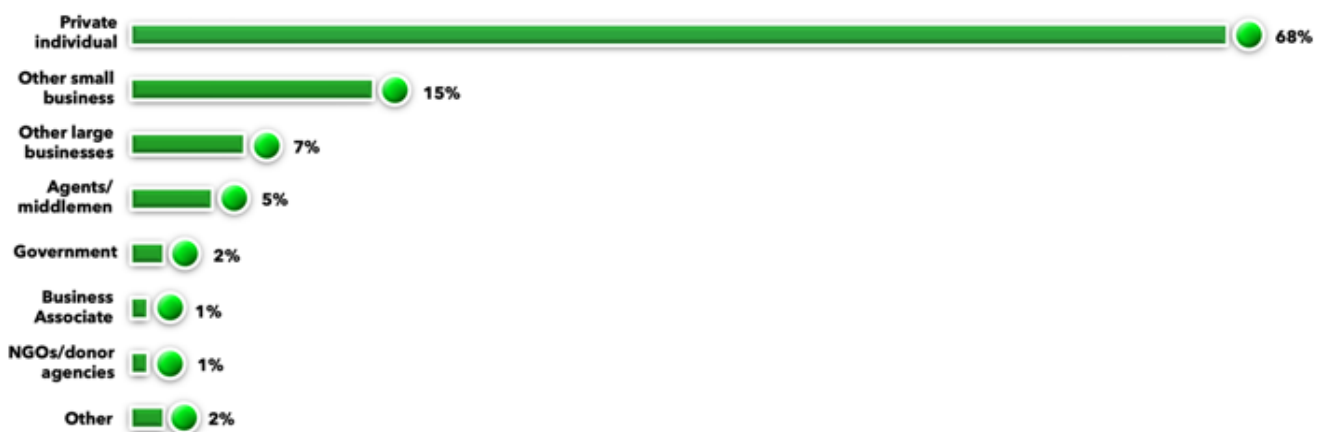 Private
individual
68%
Other small
business
15%
Other large
businesses
7%
Agents/
middlemen
5%
Government
2%
Business
Associate
1%
NGOs/donor
agencies
1%
Other
2%